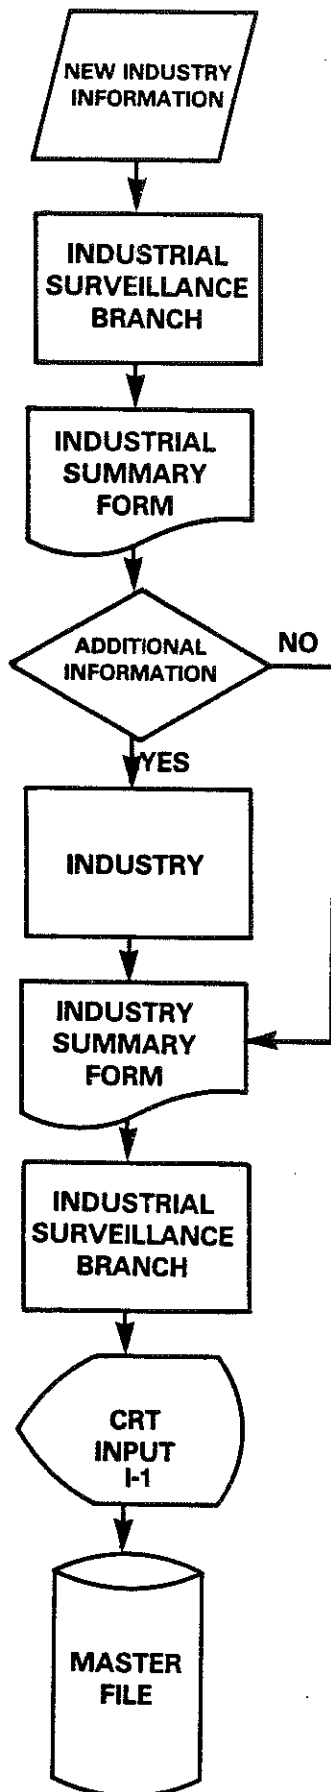 NEW INDUSTRY
INFORMATION
INDUSTRIAL
SURVEILLANCE
BRANCH
INDUSTRIAL
SUMMARY
FORM
ADDITIONAL
INFORMATION
NO
YES
INDUSTRY
INDUSTRY
SUMMARY
FORM
INDUSTRIAL
SURVEILLANCE
BRANCH
CRT
INPUT
I-1
MASTER
FILE